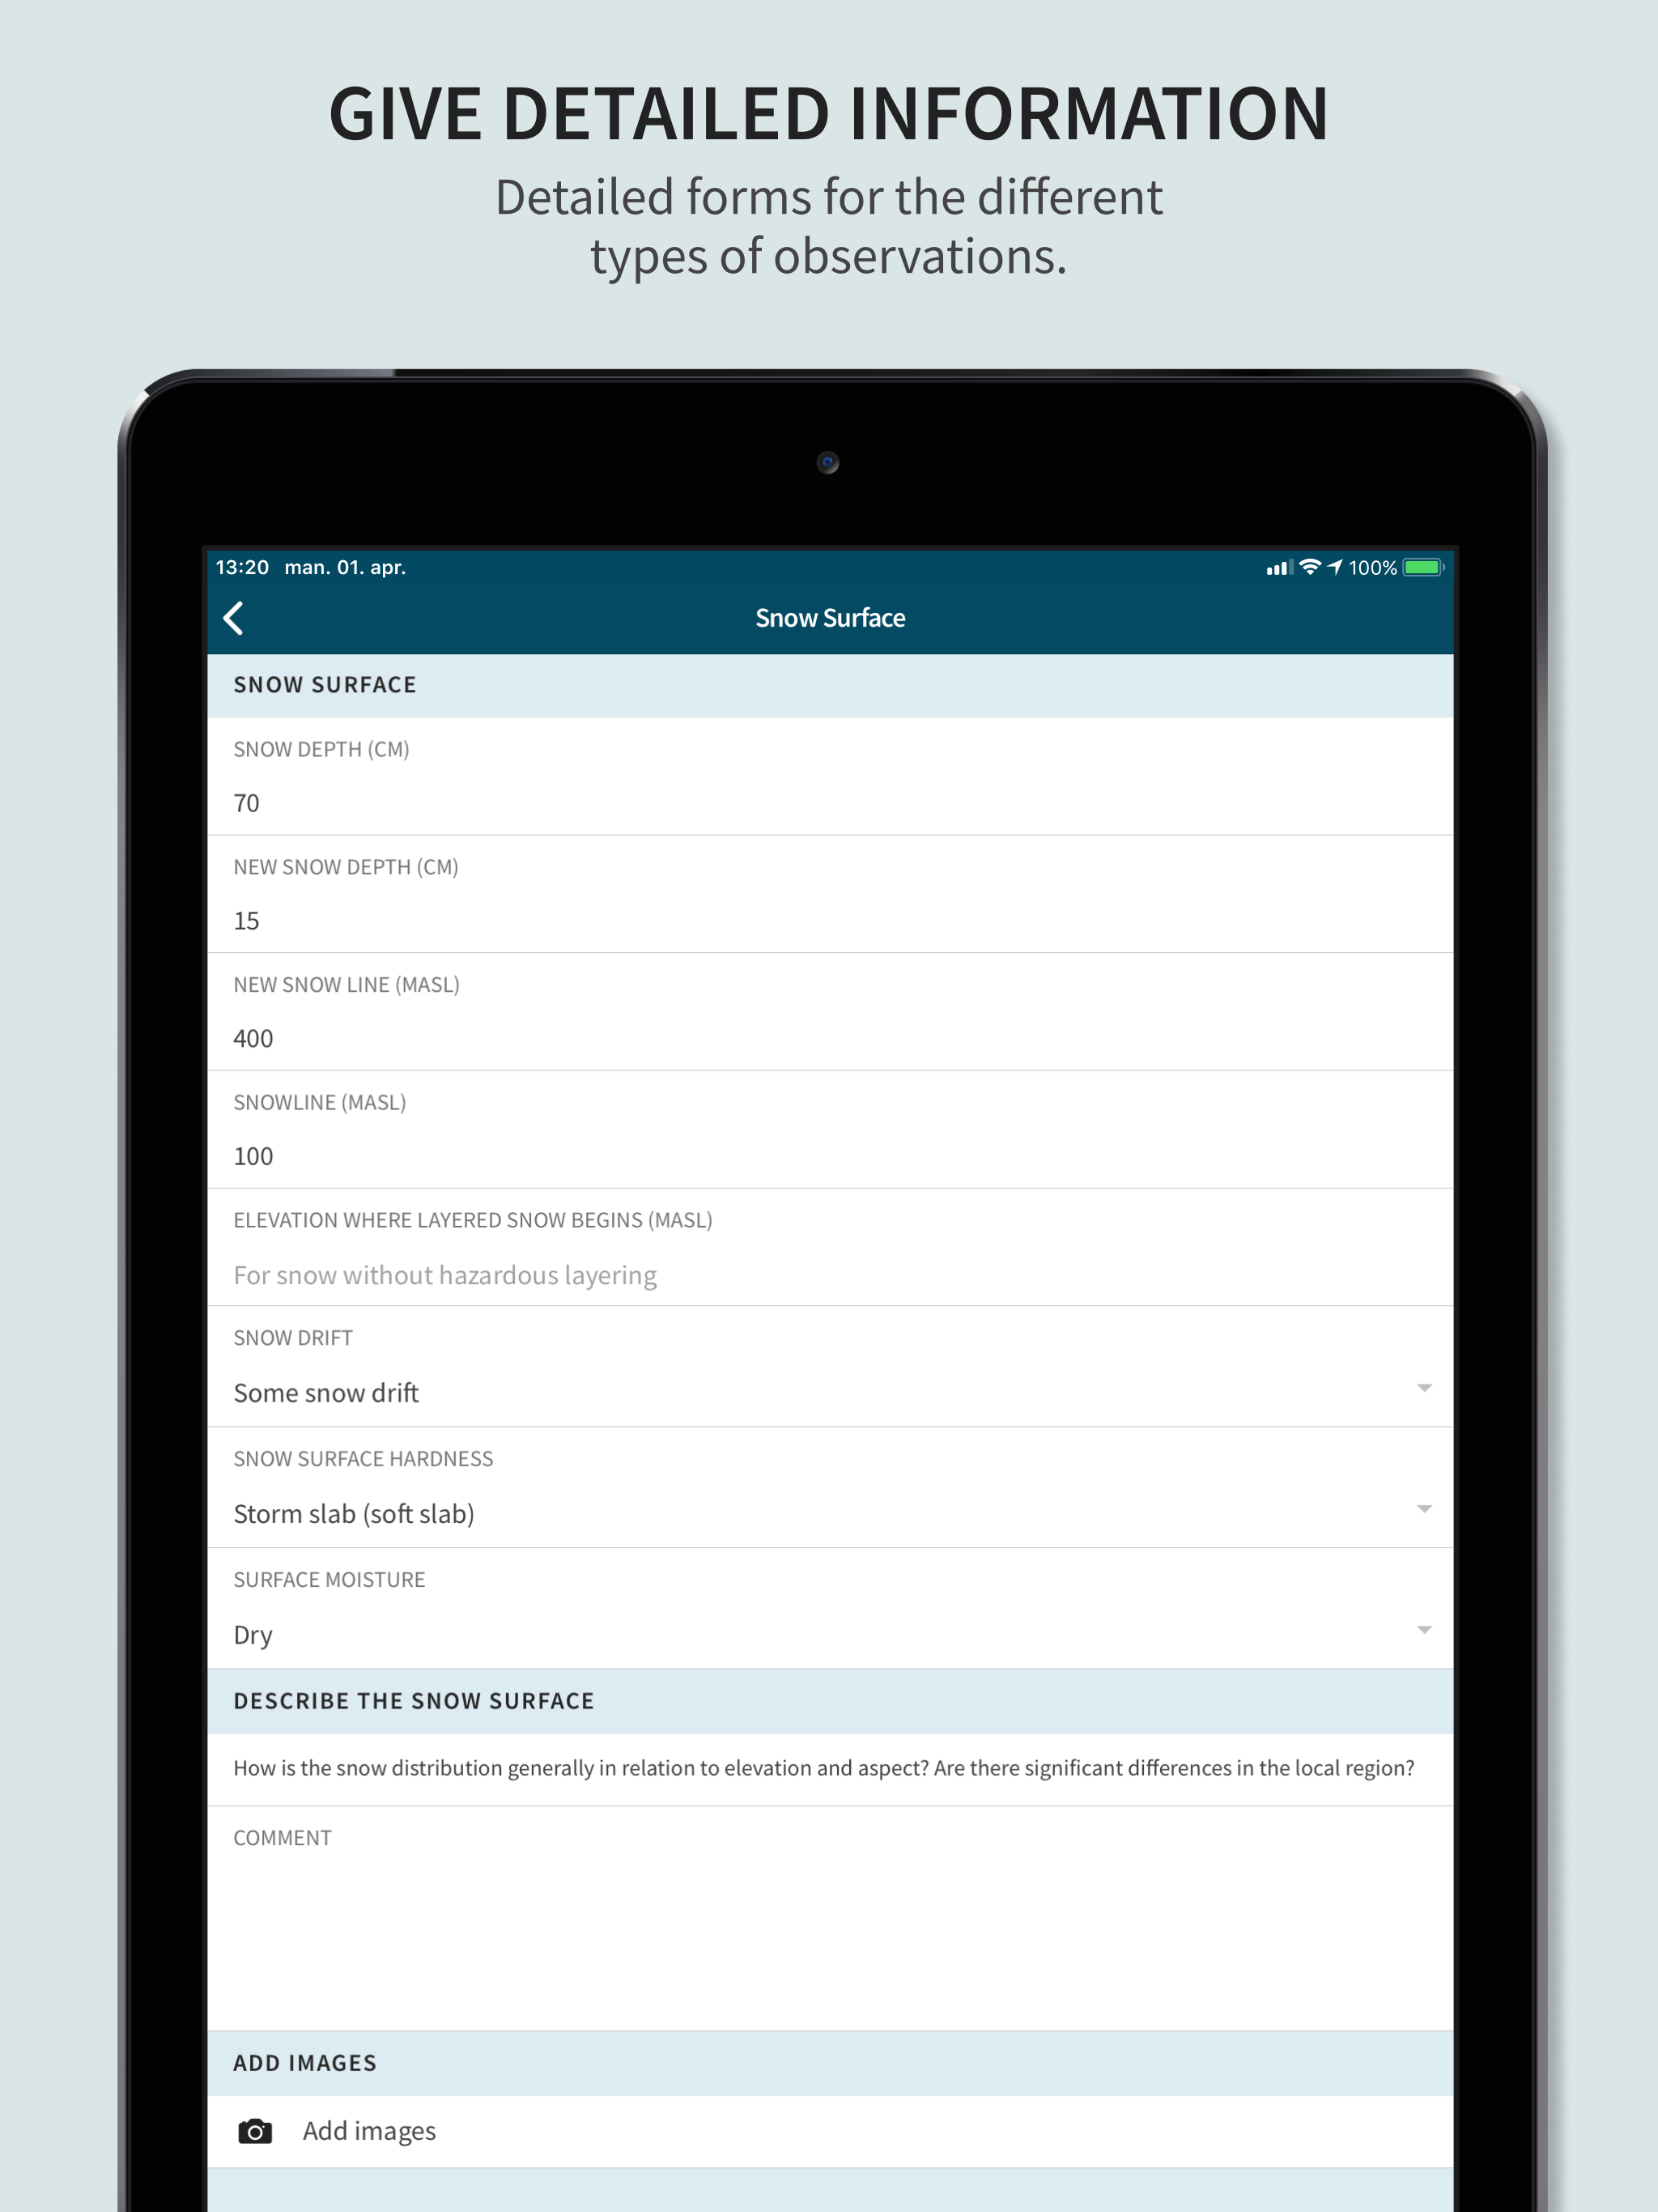 GIVE DETAILED INFORMATION
Detailed forms for the different
types of observations.
13:20 man. 01. apr.
100%
Snow Surface
SNOW SURFACE
SNOW DEPTH (CM)
70
NEW SNOW DEPTH (CM)
15
NEW SNOW LINE (MASL)
400
SNOWLINE (MASL)
100
ELEVATION WHERE LAYERED SNOW BEGINS (MASL)
For snow without hazardous layering
SNOW DRIFT
Some snow drift
SNOW SURFACE HARDNESS
Storm slab (soft slab)
SURFACE MOISTURE
Dry
DESCRIBE THE SNOW SURFACE
How is the snow distribution generally in relation to elevation and aspect? Are there significant differences in the local region?
COMMENT
ADD IMAGES
Add images